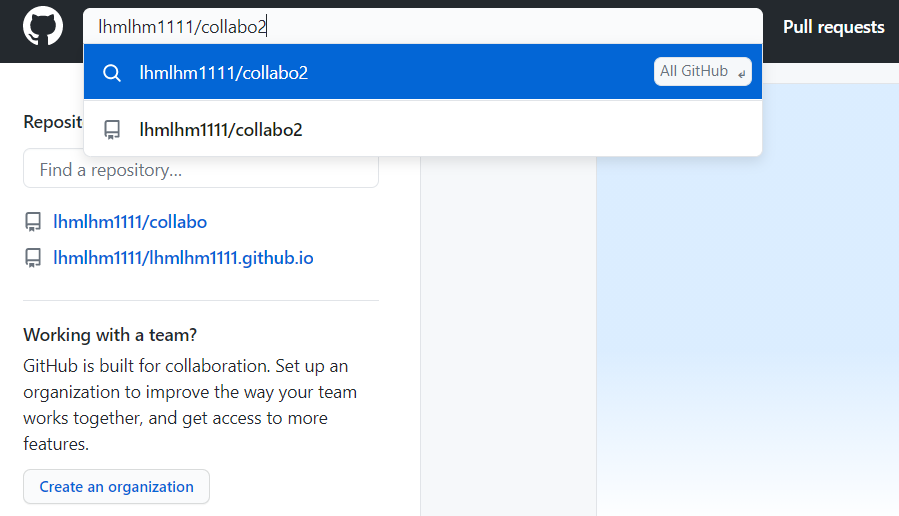 lhmlhm1111/collabo2
Pull requests
lhmlhm1111/collabo2
All GitHub
lhmlhm1111/collabo2
Reposit
Find a repository...
lhmlhm1111/collabo
lhmlhm1111/lhmlhm1111.github.io
Working with a team?
GitHub is built for collaboration. Set up an
organization to improve the way your team
works together, and get access to more
features.
Create an organization